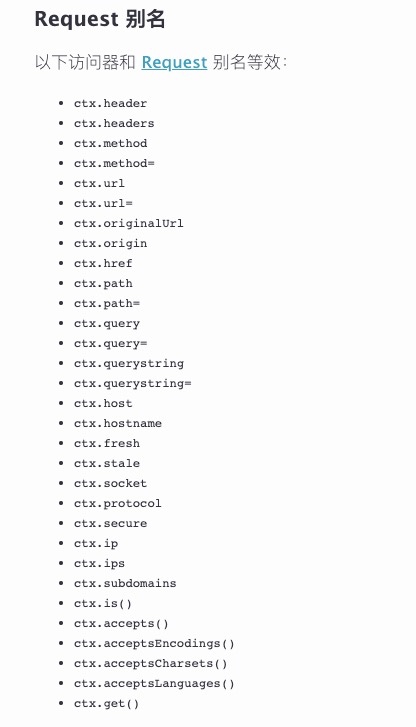 Request 别名
以下访问器和 Request 别名等效：
ctx.header
ctx.headers
ctx.method
ctx.method=
ctx.url
ctx.url=
ctx.originalUrl
ctx.origin
ctx.href
ctx.path
ctx.path=
ctx.query
ctx.query=
ctx.querystring
ctx.querystring=
ctx.host
ctx.hostname
ctx.fresh
ctx.stale
ctx.socket
ctx.protocol
ctx.secure
ctx.ip
ctx.ips
ctx.subdomains
ctx.is()
ctx.accepts()
ctx.acceptsEncodings()
ctx.acceptsCharsets()
ctx.acceptsLanguages()
ctx.get()